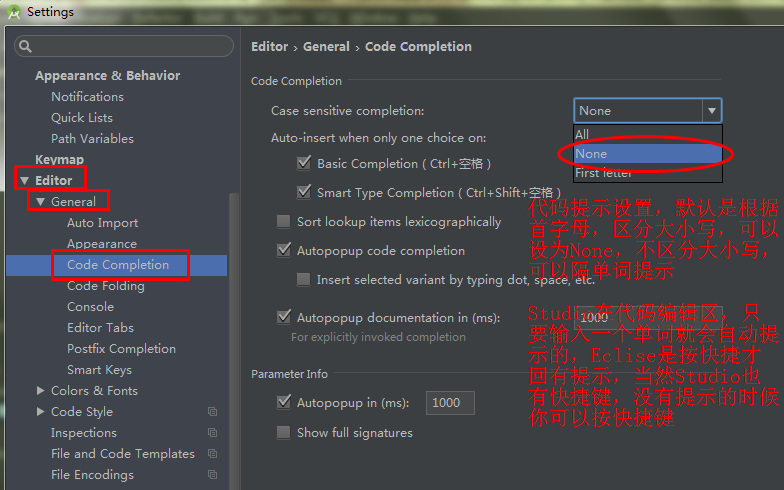 Settings
Appearance & Behavior
Notifications
Quick Lists
Path Variables
Keymap
Editor
General
Auto Import
Appearance
Code Completion
Code Folding
Console
Editor Tabs
Postfix Completion
Smart Keys
Colors & Fonts
Code Style
Inspections
File and Code Templates
File Encodings
Editor › General › Code Completion
Code Completion
Case sensitive completion: None
All
None
First letter
Auto-insert when only one choice on:
Basic Completion ( Ctrl+空格 )
Smart Type Completion ( Ctrl+Shift+空格 )
Sort lookup items lexicographically
Autopopup code completion
Insert selected variant by typing dot, space, etc.
Autopopup documentation in (ms): 1000
For explicitly invoked completion
Parameter Info
Autopopup in (ms): 1000
Show full signatures
代码提示设置，默认是根据
首字母，区分大小写，可以
设为None，不区分大小写，
可以隔单词提示
Studio在代码编辑区，只
要输入一个单词就会自动提
示的，Eclise是按快捷才
回有提示，当然Studio也
有快捷键，没有提示的时候
你可以按快捷键